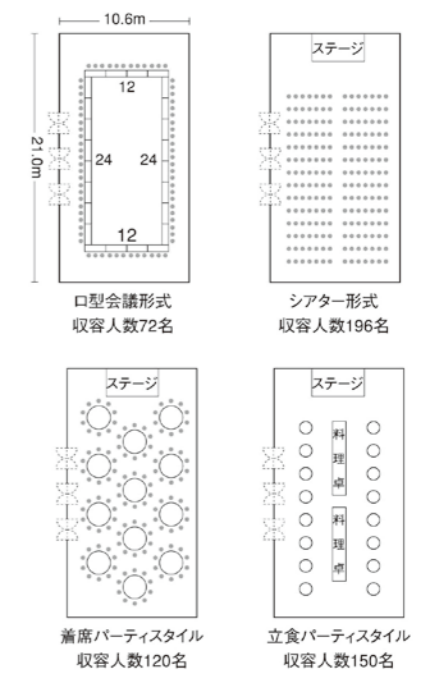 10.6m
21.0m
12
24 24
12
ロ型会議形式
収容人数72名
ステージ
シアター形式
収容人数196名
ステージ
着席パーティスタイル
収容人数120名
ステージ
料理卓
料理卓
立食パーティスタイル
収容人数150名